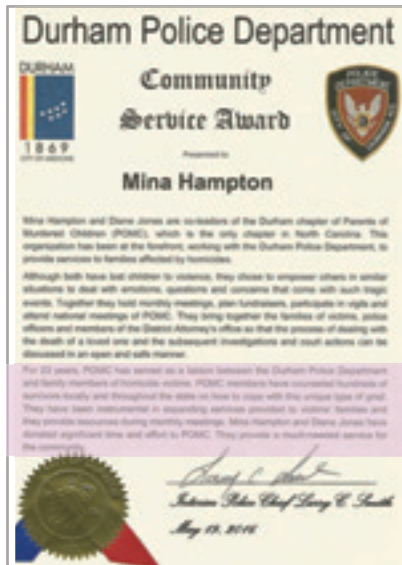 Durham Police Department
DURHAM
1869
CITY OF MEDICINE
POLICE
DEPARTMENT
Community
Service Award
Presented to
Mina Hampton
Mina Hampton and Diane Jones are co-leaders of the Durham chapter of Parents of
Murdered Children (POMC), which is the only chapter in North Carolina. This
organization has been at the forefront, working with the Durham Police Department, to
provide services to families affected by homicides.
Although both have lost children to violence, they chose to empower others in similar
situations to deal with emotions, questions and concerns that come with such tragic
events. Together they hold monthly meetings, plan fundraisers, participate in vigils and
attend national meetings of POMC. They bring together the families of victims, police
officers and members of the District Attorney's office so that the process of dealing with
the death of a loved one and the subsequent investigations and court actions can be
discussed in an open and safe manner.
For 23 years, POMC has served as a liaison between the Durham Police Department
and family members of homicide victims. POMC members have counseled hundreds of
survivors locally and throughout the state on how to cope with this unique type of grief.
They have been instrumental in expanding services provided to victims' families and
they provide resources during monthly meetings. Mina Hampton and Diane Jones have
donated significant time and effort to POMC. They provide a much-needed service for
the community.
Interim Police Chief Larry C. Smith
May 19, 2016